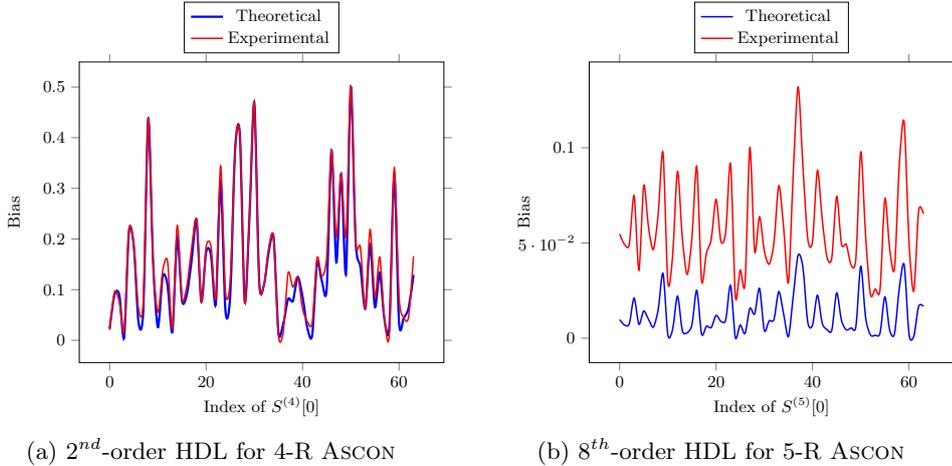 Theoretical
Experimental
0.5
0.4
0.3
0.2
0.1
0
Bias
0 20 40 60
Index of S^(4)[0]
(a) 2^nd-order HDL for 4-R ASCON
Theoretical
Experimental
0.1
5 · 10^−2
0
Bias
0 20 40 60
Index of S^(5)[0]
(b) 8^th-order HDL for 5-R ASCON